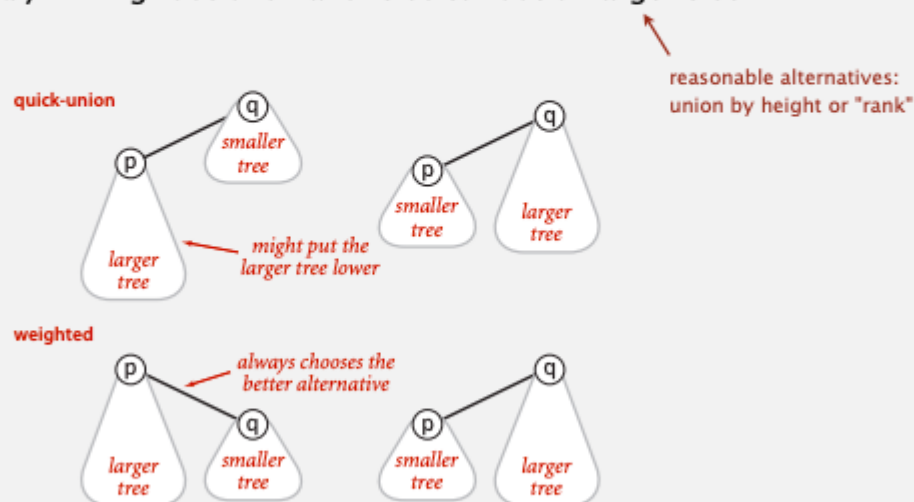 reasonable alternatives:
union by height or "rank"
quick-union
q
smaller
tree
p
larger
tree
might put the
larger tree lower
q
p
smaller
tree
larger
tree
weighted
p
always chooses the
better alternative
q
larger
tree
smaller
tree
q
p
smaller
tree
larger
tree